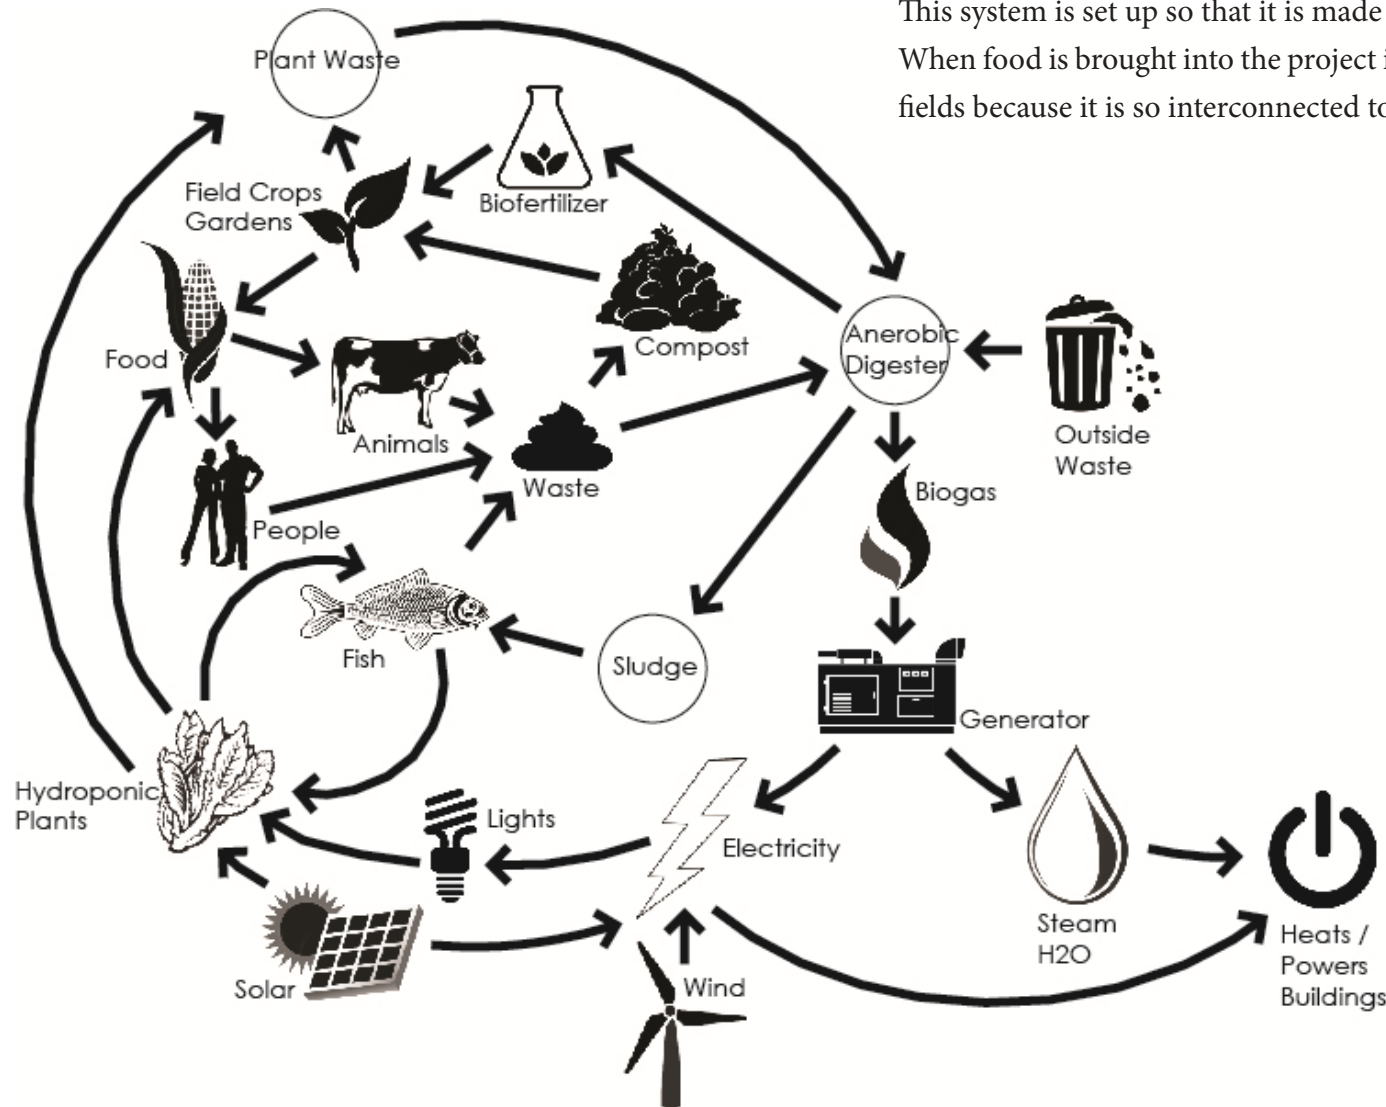 This system is set up so that it is made
When food is brought into the project i
fields because it is so interconnected to
Plant Waste
Biofertilizer
Field Crops
Gardens
Compost
Food
Anerobic
Digester
Animals
Outside
Waste
Waste
Biogas
People
Fish
Sludge
Generator
Hydroponic
Plants
Lights
Electricity
Steam
H2O
Heats /
Powers
Buildings
Solar
Wind